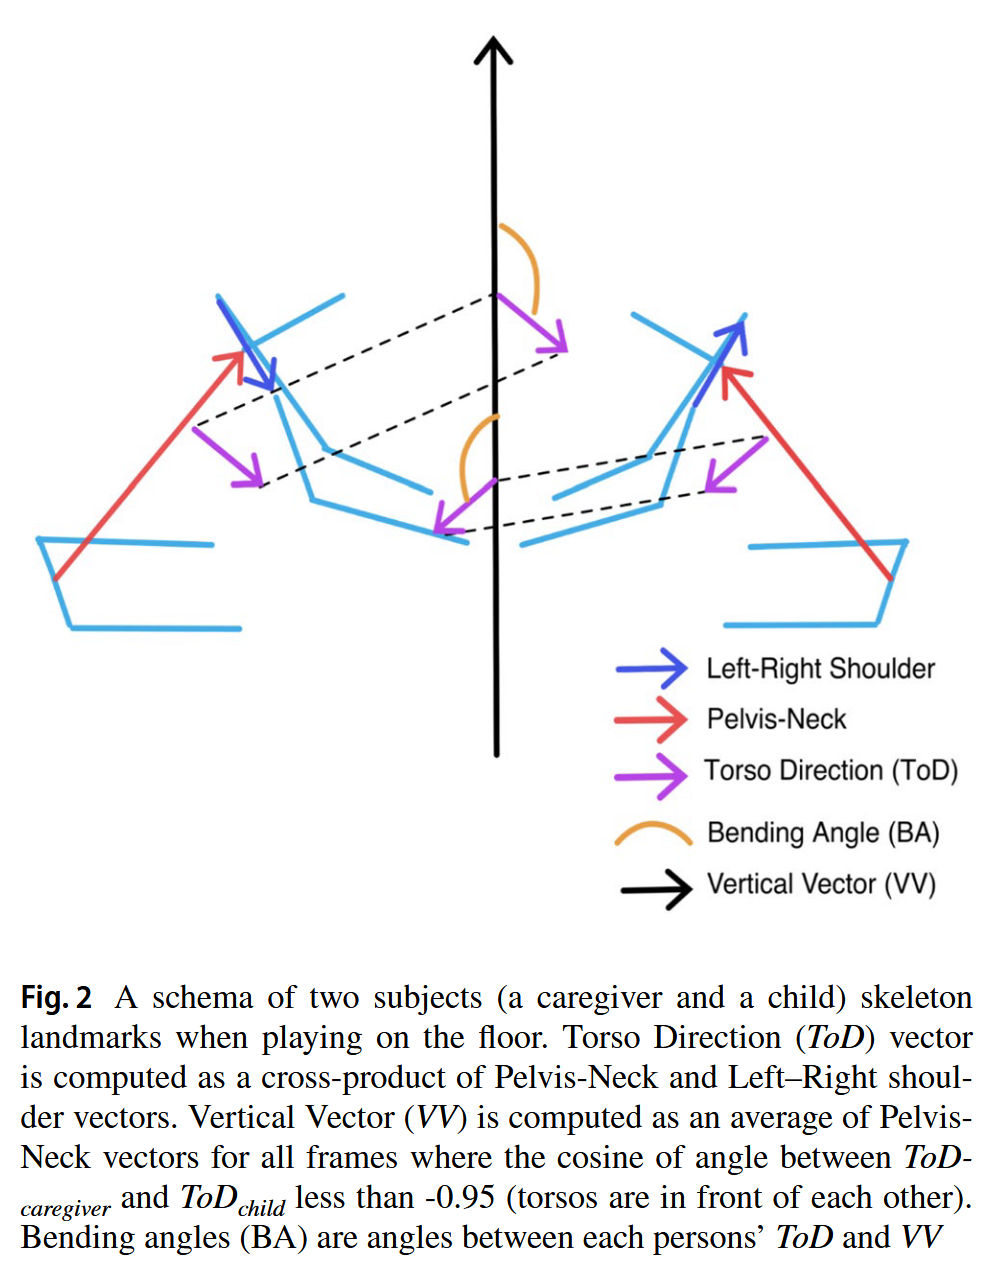 Left-Right Shoulder
Pelvis-Neck
Torso Direction (ToD)
Bending Angle (BA)
Vertical Vector (VV)
Fig. 2 A schema of two subjects (a caregiver and a child) skeleton
landmarks when playing on the floor. Torso Direction (ToD) vector
is computed as a cross-product of Pelvis-Neck and Left–Right shoul-
der vectors. Vertical Vector (VV) is computed as an average of Pelvis-
Neck vectors for all frames where the cosine of angle between ToD-
caregiver and ToDchild less than -0.95 (torsos are in front of each other).
Bending angles (BA) are angles between each persons’ ToD and VV